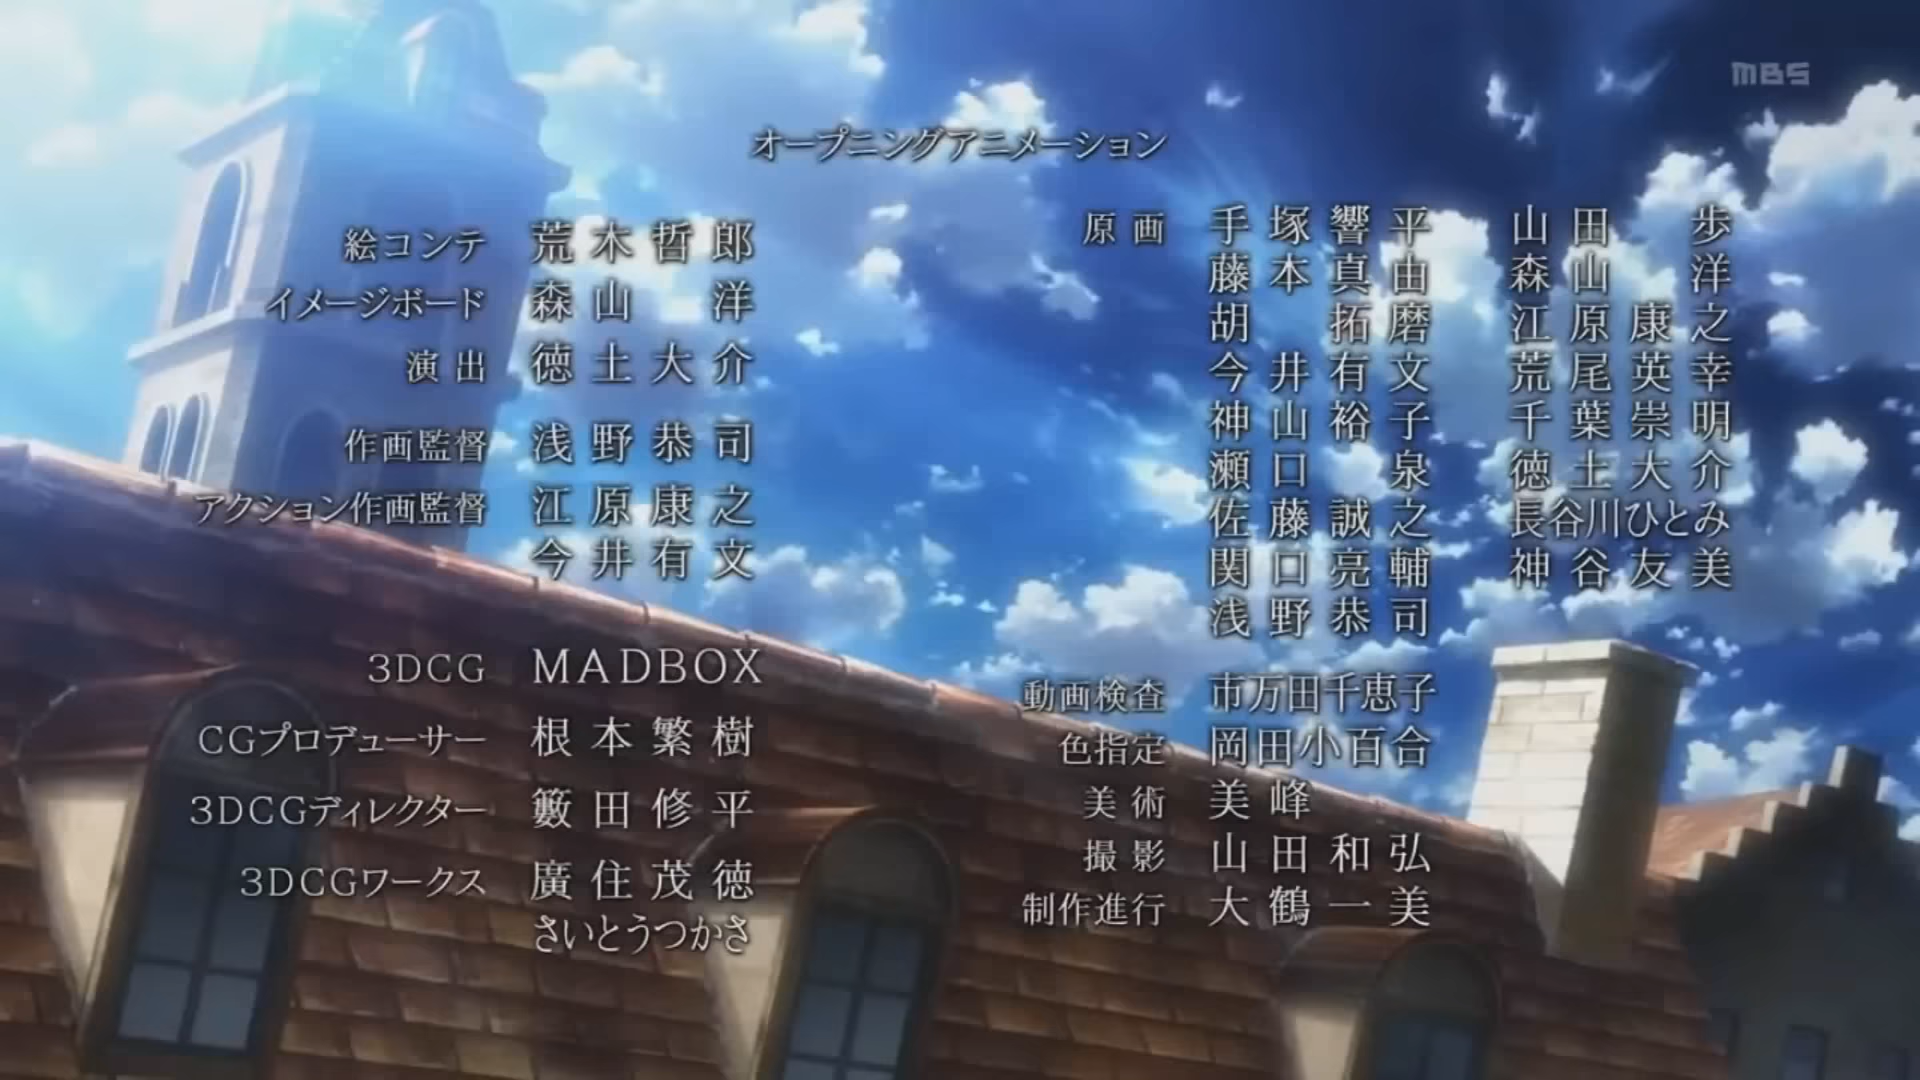 MBS
オープニングアニメーション
絵コンテ 荒木哲郎
イメージボード 森山 洋
演出 徳土大介
作画監督 浅野恭司
アクション作画監督 江原康之
今井有文
3DCG MADBOX
CGプロデューサー 根本繁樹
3DCGディレクター 籔田修平
3DCGワークス 廣住茂徳
さいとうつかさ
原画 手塚響平 山田 歩
藤本真由 森山 洋
胡 拓磨 江原康之
今井有文 荒尾英幸
神山裕子 千葉崇明
瀬口 泉 徳土大介
佐藤誠之 長谷川ひとみ
関口亮輔 神谷友美
浅野恭司
動画検査 市万田千恵子
色指定 岡田小百合
美術 美峰
撮影 山田和弘
制作進行 大鶴一美